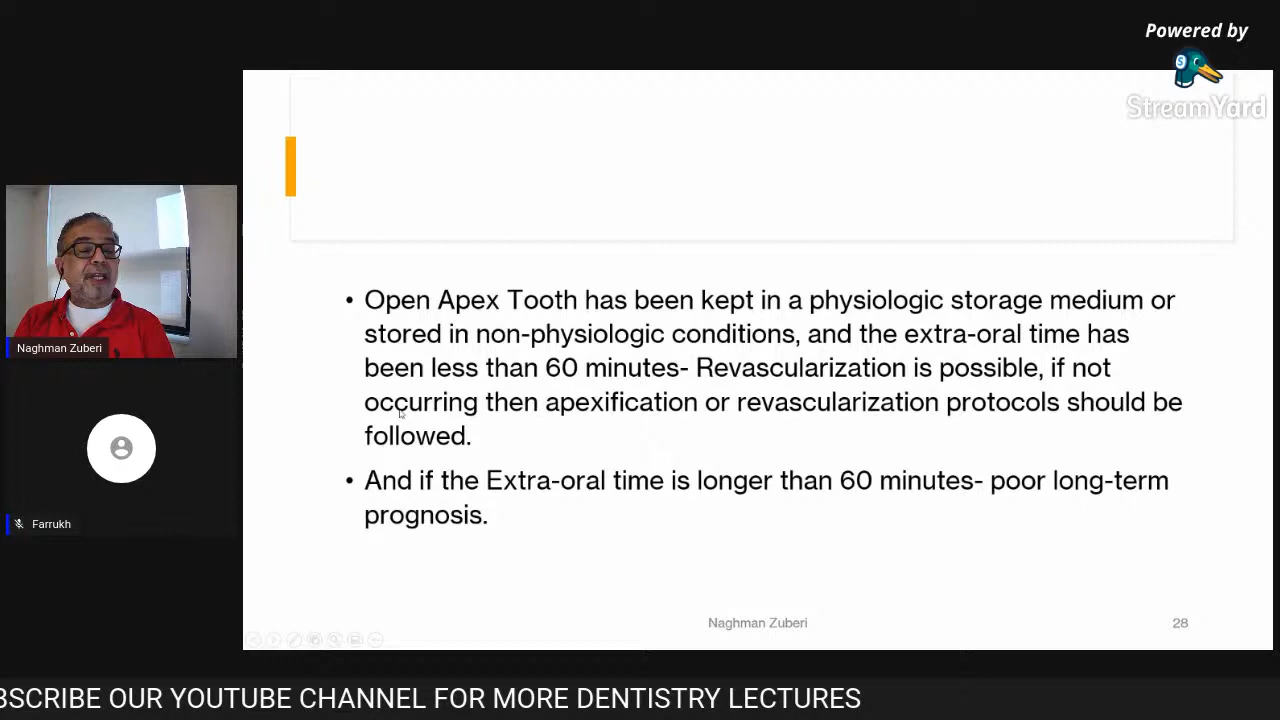 Powered by
StreamYard
• Open Apex Tooth has been kept in a physiologic storage medium or
stored in non-physiologic conditions, and the extra-oral time has
been less than 60 minutes- Revascularization is possible, if not
occurring then apexification or revascularization protocols should be
followed.
• And if the Extra-oral time is longer than 60 minutes- poor long-term
prognosis.
Naghman Zuberi
Farrukh
Naghman Zuberi
28
BSCRIBE OUR YOUTUBE CHANNEL FOR MORE DENTISTRY LECTURES